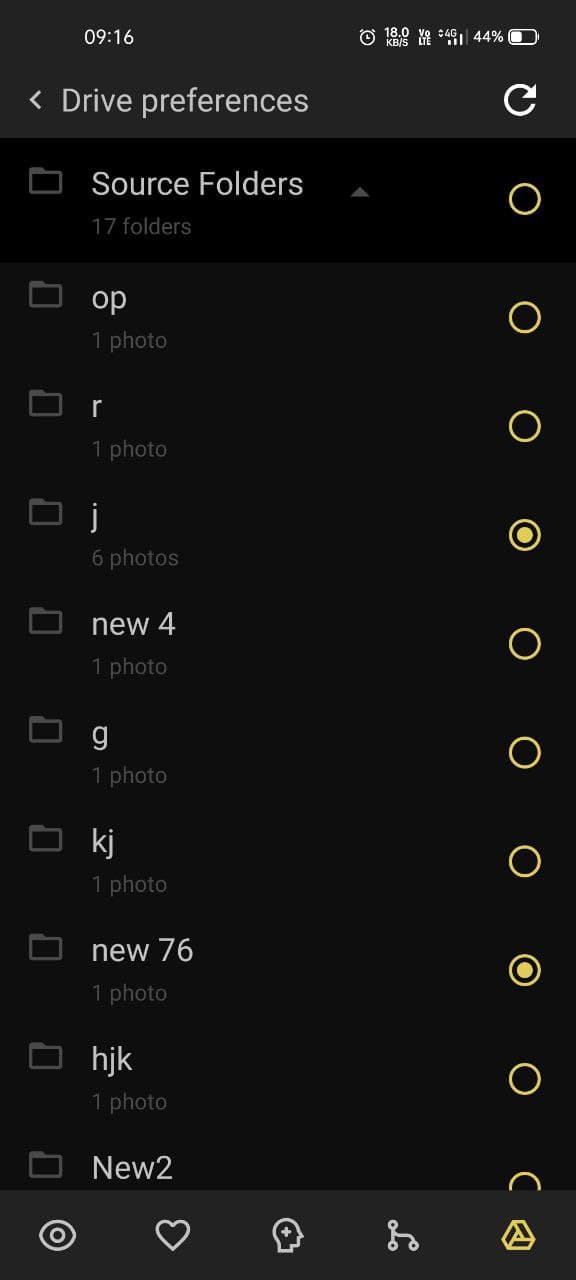 09:16
18.0
KB/S
Vo
LTE
4G
44%
Drive preferences
Source Folders
17 folders
op
1 photo
r
1 photo
j
6 photos
new 4
1 photo
g
1 photo
kj
1 photo
new 76
1 photo
hjk
1 photo
New2